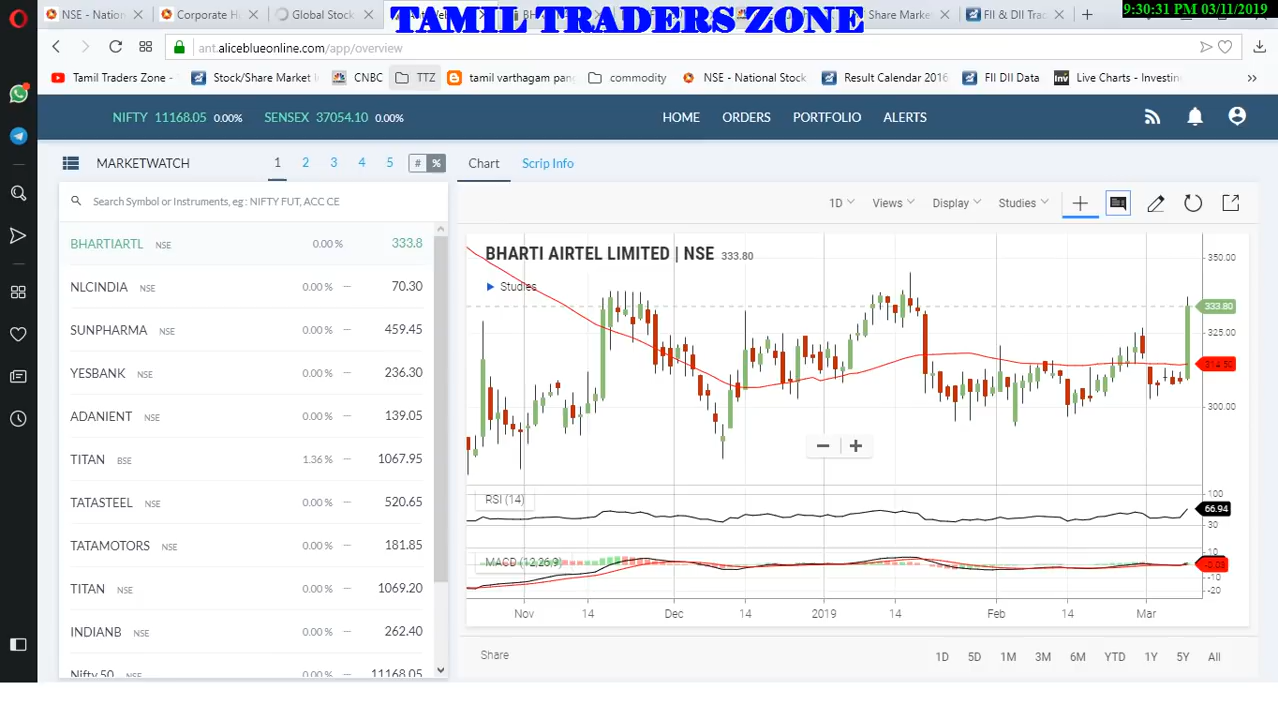 NSE - Nation
Corporate H
Global Stock
TAMIL TRADERS ZONE
Share Marke
FII & DII Tra
9:30:31 PM 03/11/2019
ant.aliceblueonline.com/app/overview
Tamil Traders Zone -
Stock/Share Market I
CNBC
TTZ
tamil varthagam pang
commodity
NSE - National Stock
Result Calendar 2016
FII DII Data
Live Charts - Investin
NIFTY 11168.05 0.00% SENSEX 37054.10 0.00%
HOME ORDERS PORTFOLIO ALERTS
MARKETWATCH 1 2 3 4 5 # %
Chart Scrip Info
Search Symbol or Instruments, eg : NIFTY FUT, ACC CE
1D Views Display Studies
BHARTIARTL NSE 0.00 % 333.8
NLCINDIA NSE 0.00 % 70.30
SUNPHARMA NSE 0.00 % 459.45
YESBANK NSE 0.00 % 236.30
ADANIENT NSE 0.00 % 139.05
TITAN BSE 1.36 % 1067.95
TATASTEEL NSE 0.00 % 520.65
TATAMOTORS NSE 0.00 % 181.85
TITAN NSE 0.00 % 1069.20
INDIANB NSE 0.00 % 262.40
Nifty 50 NSE 0.00 % 11168.05
BHARTI AIRTEL LIMITED | NSE 333.80
Studies
350.00
333.80
325.00
314.50
300.00
RSI (14)
100
66.94
30
MACD (12,26,9)
10
-0.03
-10
-20
Nov 14 Dec 14 2019 14 Feb 14 Mar
Share
1D 5D 1M 3M 6M YTD 1Y 5Y All